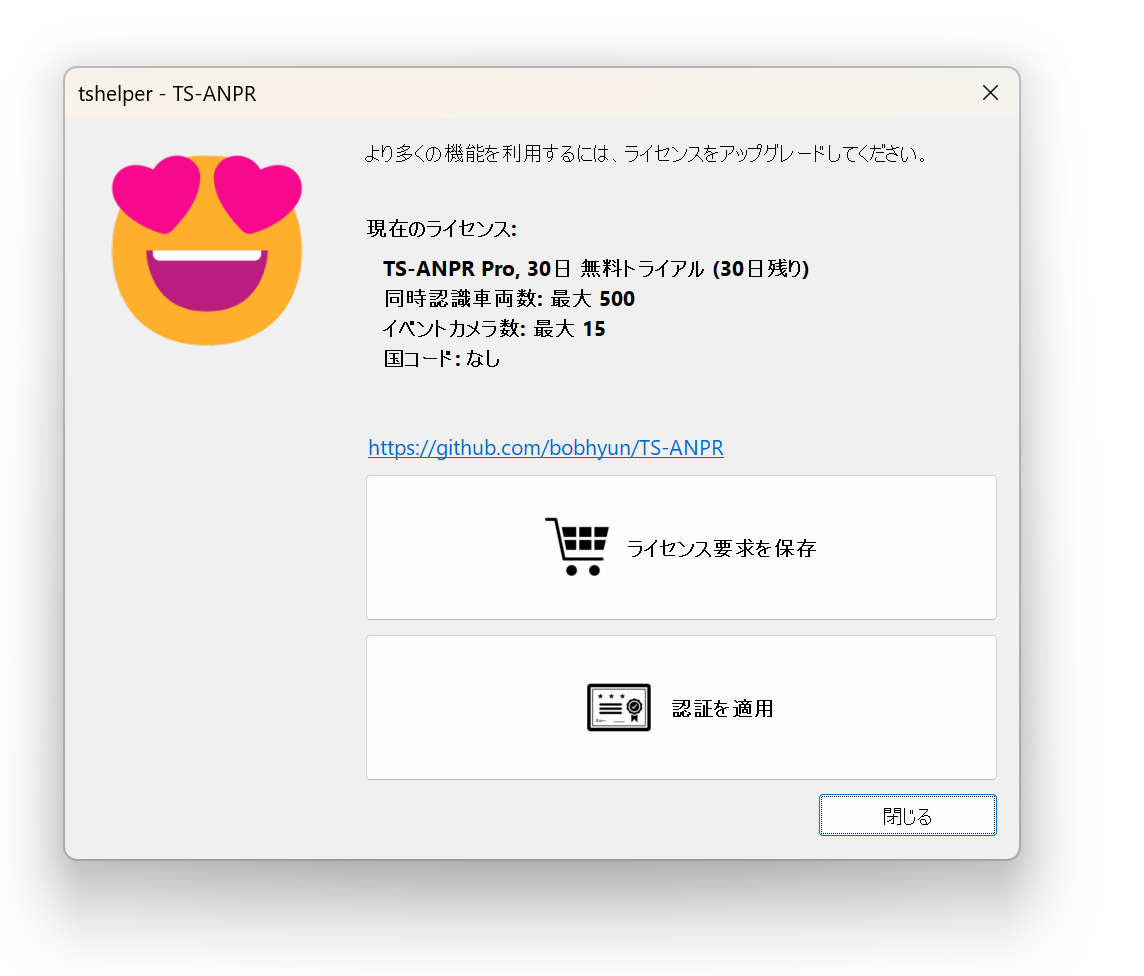 tshelper - TS-ANPR
より多くの機能を利用するには、ライセンスをアップグレードしてください。
現在のライセンス:
TS-ANPR Pro, 30日 無料トライアル (30日残り)
同時認識車両数: 最大 500
イベントカメラ数: 最大 15
国コード: なし
https://github.com/bobhyun/TS-ANPR
ライセンス要求を保存
認証を適用
閉じる